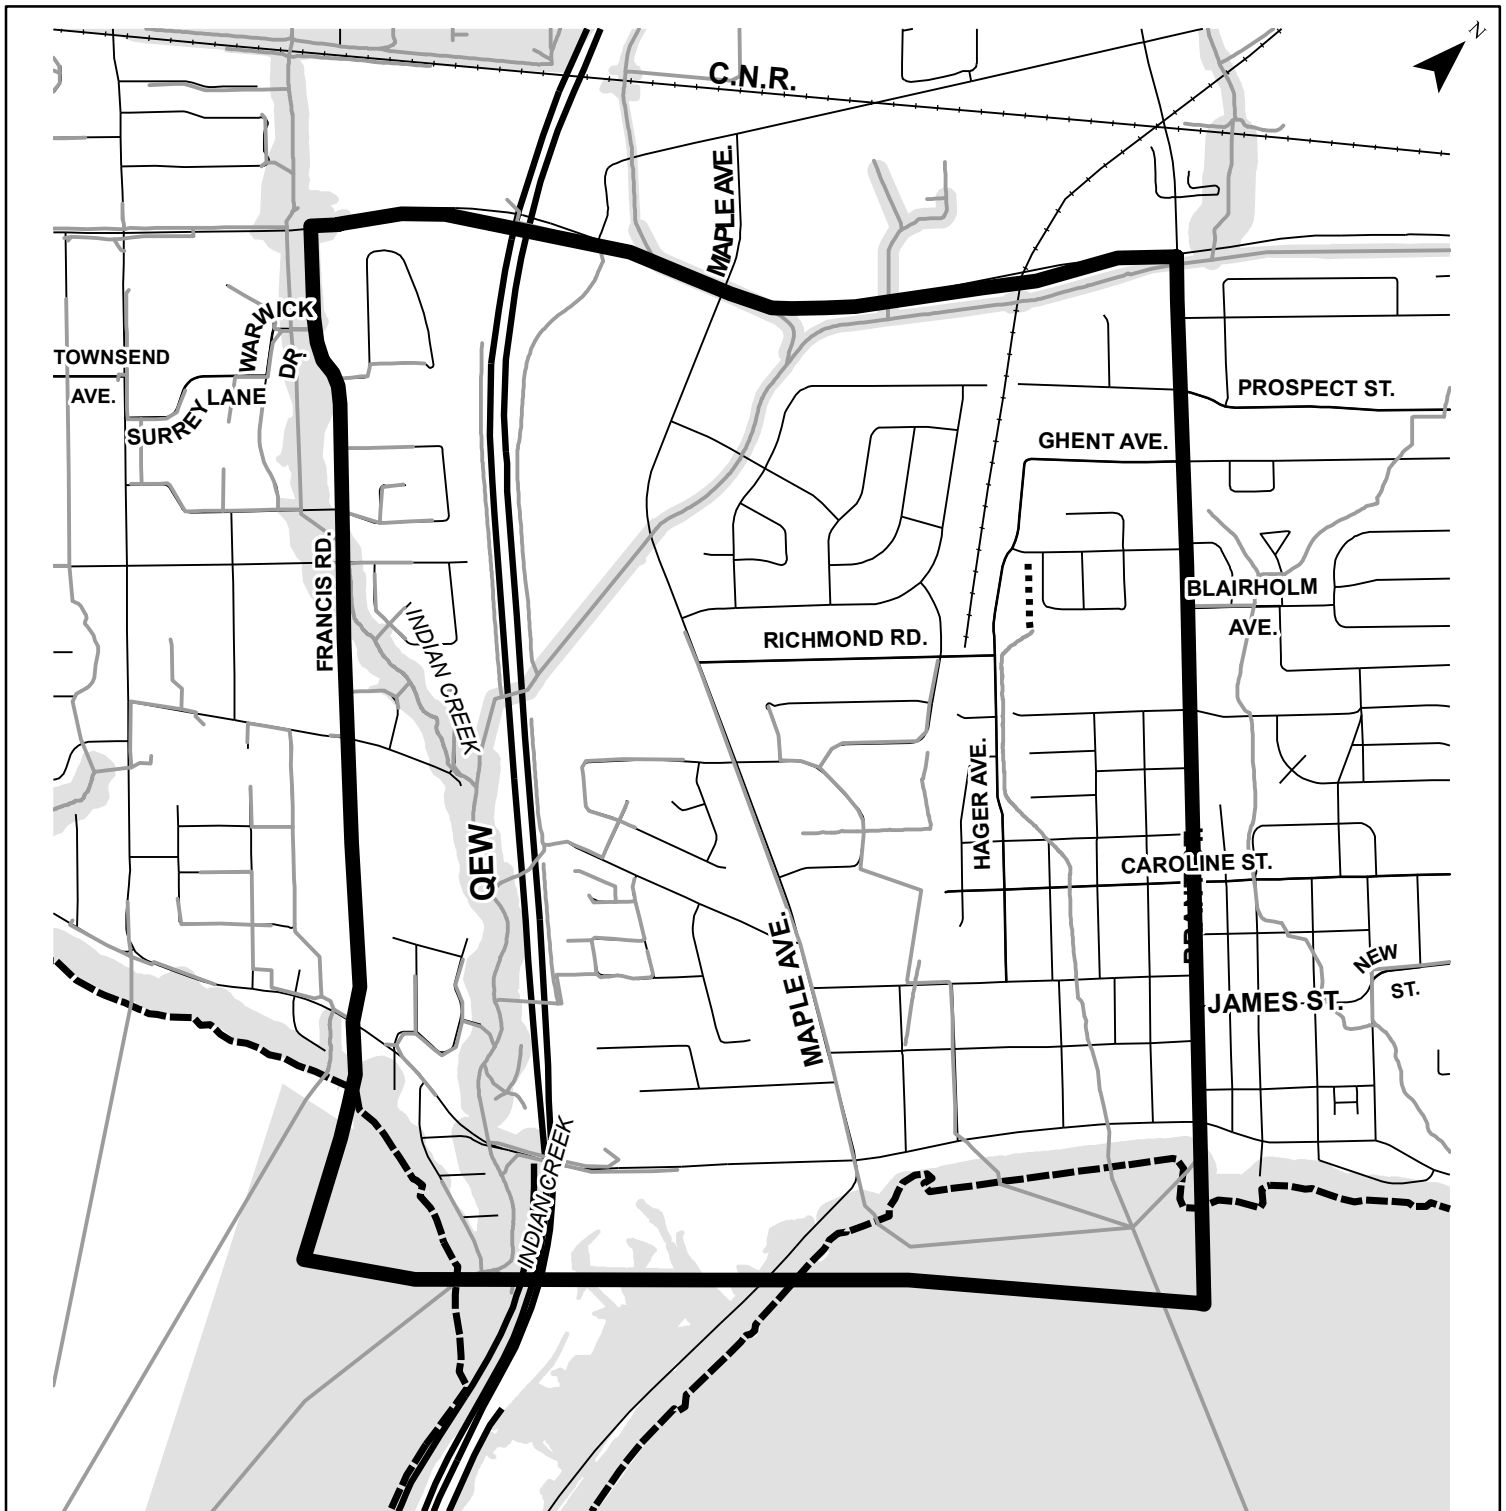 N
C.N.R.
MAPLE AVE.
WARWICK
DR.
TOWNSEND
AVE.
SURREY LANE
PROSPECT ST.
GHENT AVE.
FRANCIS RD.
INDIAN CREEK
BLAIRHOLM
AVE.
RICHMOND RD.
HAGER AVE.
QEW
CAROLINE ST.
MAPLE AVE.
NEW
ST.
JAMES ST.
INDIAN CREEK